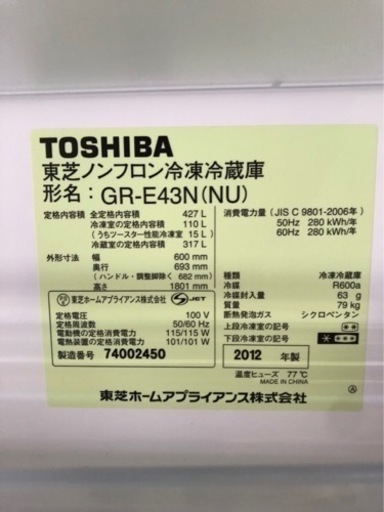 TOSHIBA
東芝ノンフロン冷凍冷蔵庫
形名：GR-E43N(NU)
定格内容積 全定格内容積 427 L
冷凍室の定格内容積 110 L
(うちツースター性能冷凍室 15 L)
冷蔵室の定格内容積 317 L
外形寸法 幅 600 mm
奥行 693 mm
(ハンドル・調整脚除く 682 mm)
高さ 1801 mm
東芝ホームアプライアンス株式会社 S JET
定格電圧 100 V
定格周波数 50/60 Hz
電動機の定格消費電力 115/115 W
電熱装置の定格消費電力 101/101 W
製造番号 74002450
消費電力量 (JIS C 9801-2006年)
50Hz 280 kWh/年
60Hz 280 kWh/年
種類 冷凍冷蔵庫
冷媒 R600a
冷媒封入量 63 g
質量 79 kg
断熱発泡ガス シクロペンタン
上段冷凍室の記号 **
下段冷凍室の記号 ****
2012 年製
温度ヒューズ 77℃
MADE IN CHINA
Ⓐ
東芝ホームアプライアンス株式会社